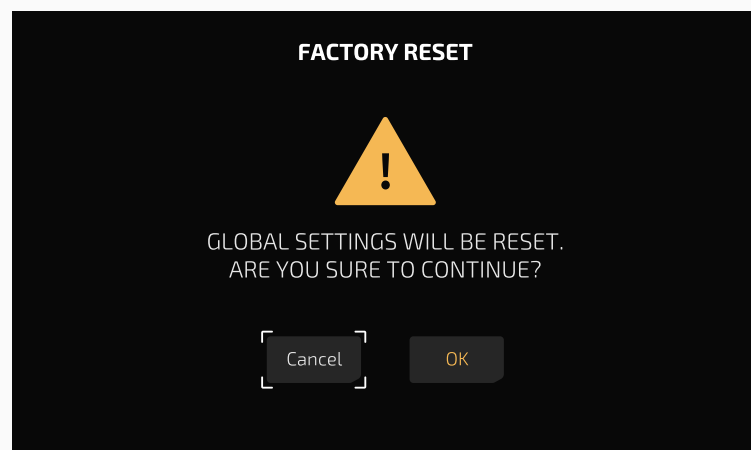 FACTORY RESET
!
GLOBAL SETTINGS WILL BE RESET.
ARE YOU SURE TO CONTINUE?
Cancel
OK